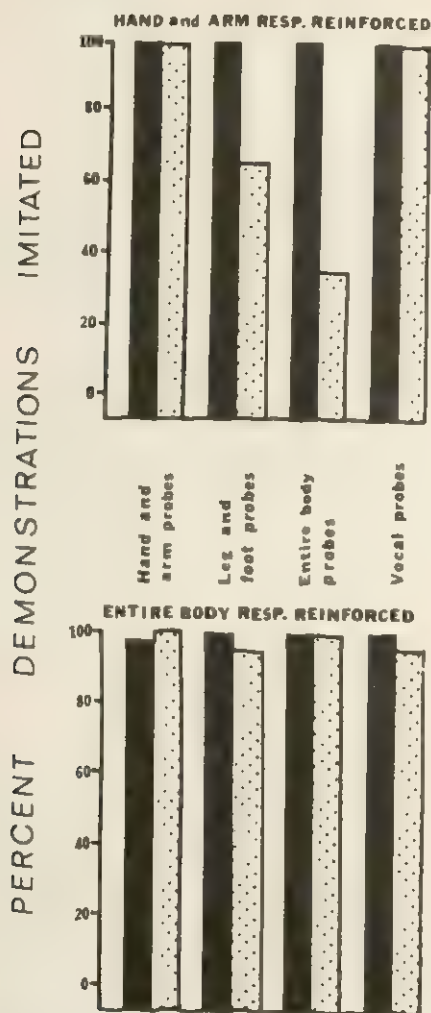 HAND and ARM RESP. REINFORCED
100
80
60
40
20
0
Hand and
arm probes
Leg and
foot probes
Entire body
probes
Vocal probes
ENTIRE BODY RESP. REINFORCED
100
80
60
40
20
0
PERCENT DEMONSTRATIONS IMITATED